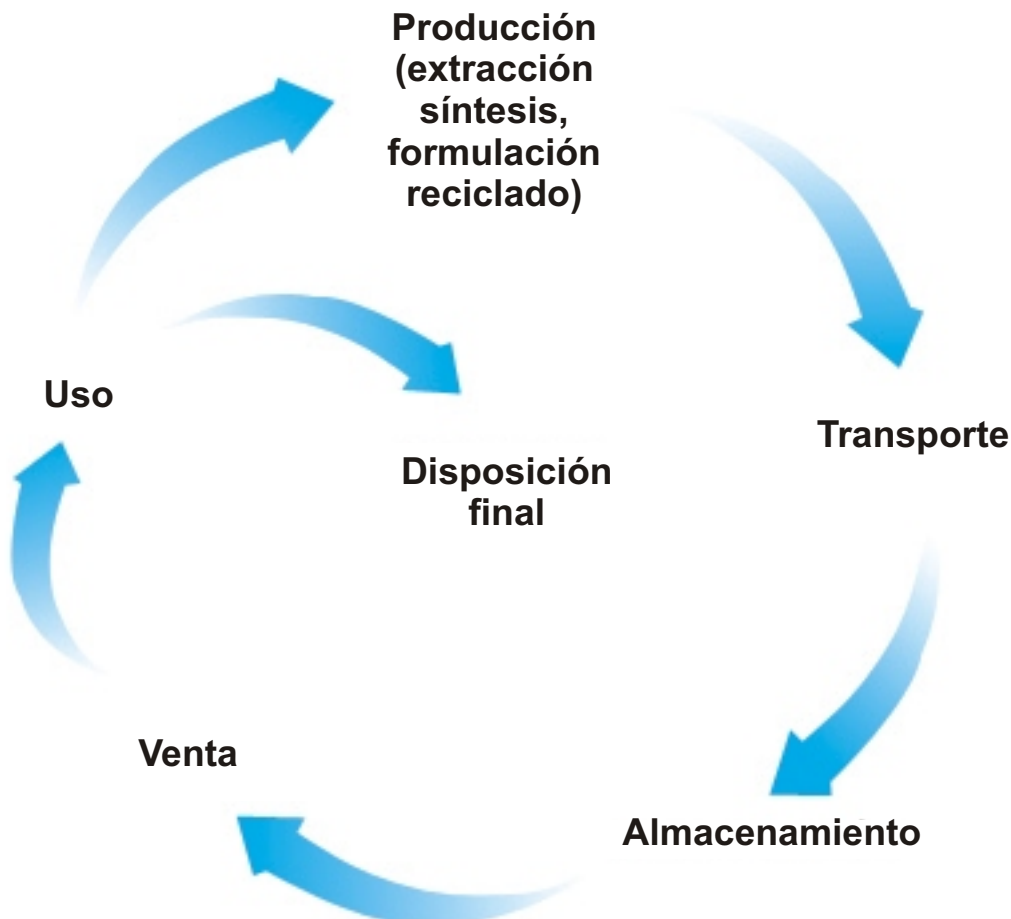 Producción
(extracción
síntesis,
formulación
reciclado)
Uso
Transporte
Disposición
final
Venta
Almacenamiento